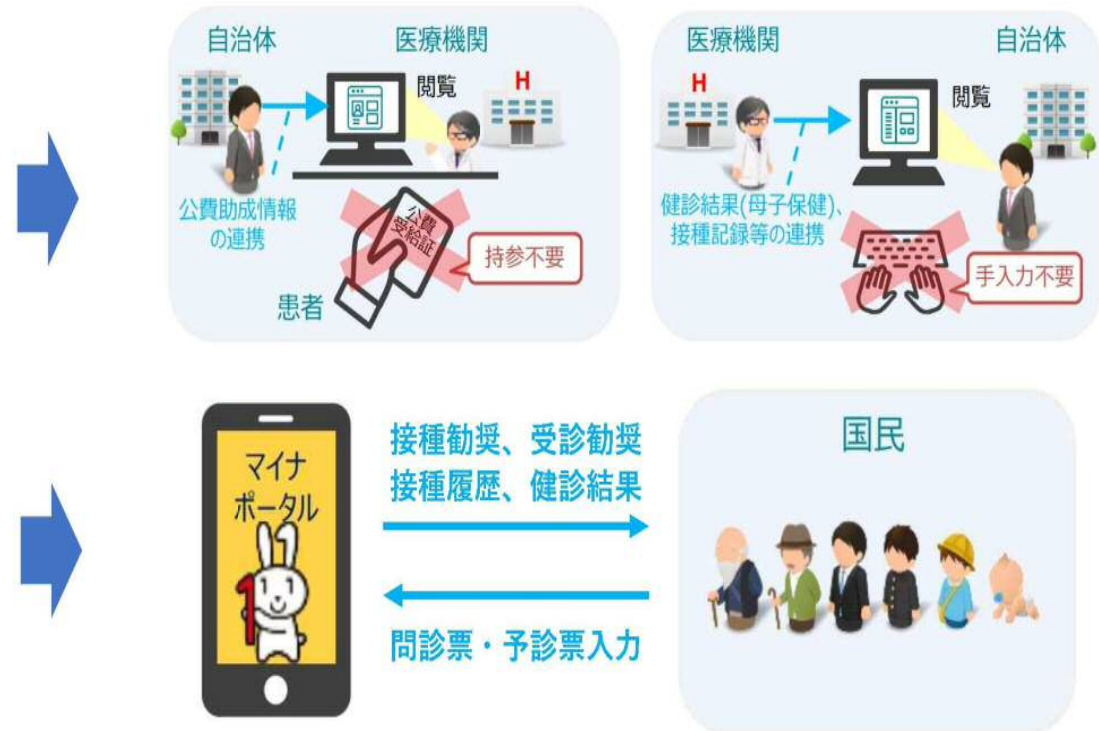 自治体
医療機関
閲覧
H
公費助成情報
の連携
公費
受給証
持参不要
患者
医療機関
自治体
H
閲覧
健診結果(母子保健)、
接種記録等の連携
手入力不要
マイナ
ポータル
1
接種勧奨、受診勧奨
接種履歴、健診結果
問診票・予診票入力
国民